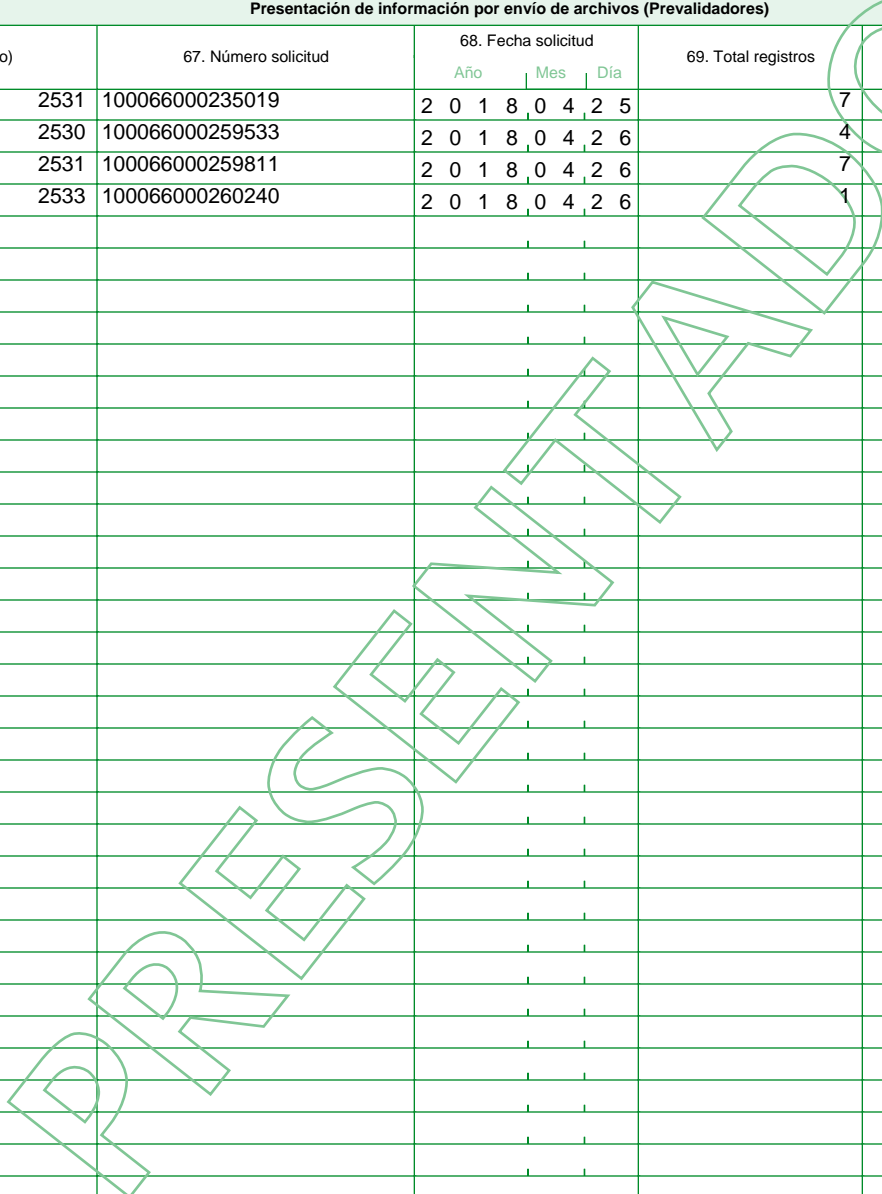 Presentación de información por envío de archivos (Prevalidadores)
o) 67. Número solicitud 68. Fecha solicitud 69. Total registros
Año Mes Día
2531 100066000235019 2 0 1 8 0 4 2 5 7
2530 100066000259533 2 0 1 8 0 4 2 6 4
2531 100066000259811 2 0 1 8 0 4 2 6 7
2533 100066000260240 2 0 1 8 0 4 2 6 1
PRESENTADO